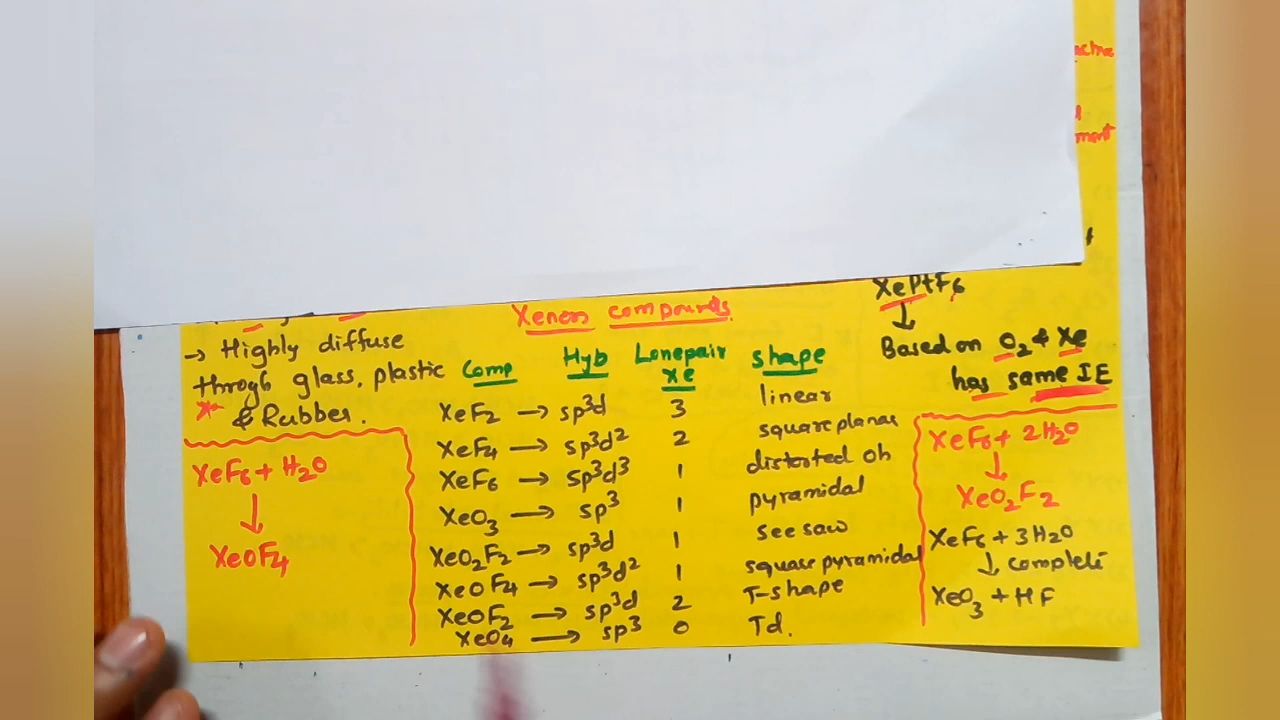 Xenon compounds
→ Highly diffuse
throgh glass, plastic
& Rubber.
XeF6 + H2O
↓
XeOF4
Comp Hyb Lonepair Xe shape
XeF2 → sp³d 3 linear
XeF4 → sp³d² 2 square planar
XeF6 → sp³d³ 1 distorted oh
XeO3 → sp³ 1 pyramidal
XeO2F2 → sp³d 1 see saw
XeOF4 → sp³d² 1 square pyramidal
XeOF2 → sp³d 2 T-shape
XeO4 → sp³ 0 Td.
XePtF6
↓
Based on O2 & Xe
has same IE
XeF6 + 2H2O
↓
XeO2F2
XeF6 + 3H2O
↓ complete
XeO3 + HF